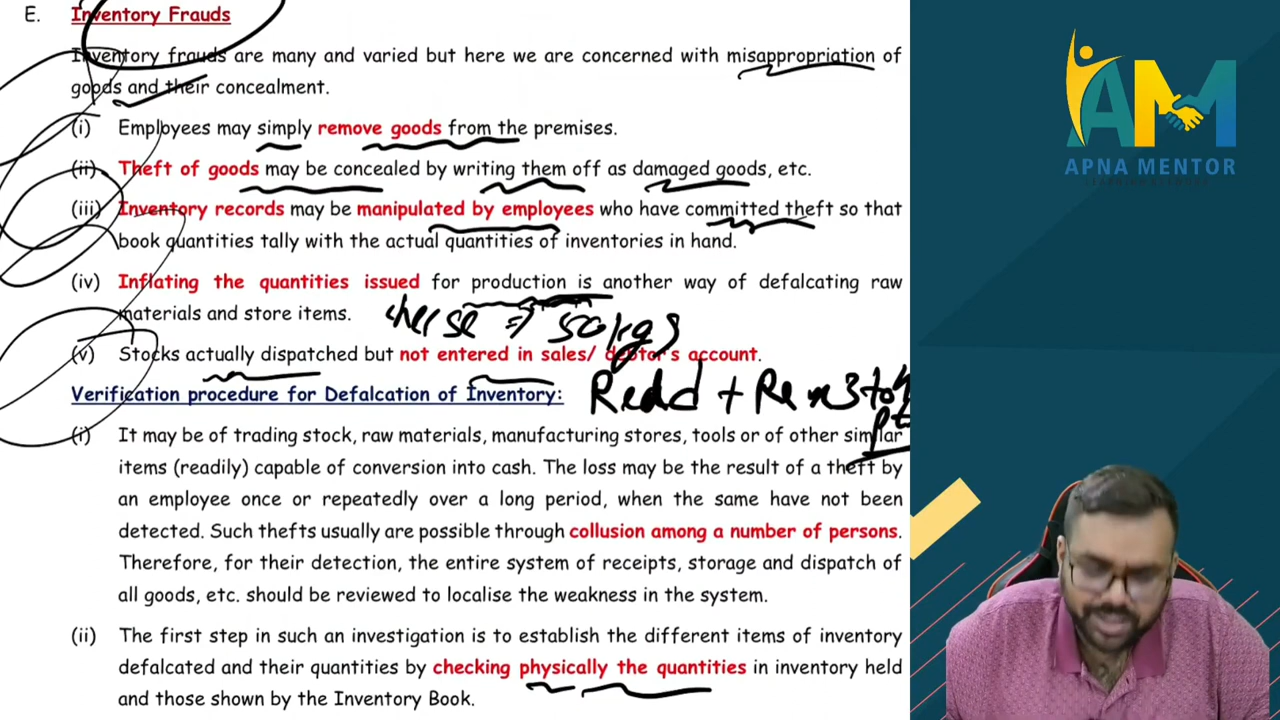 E. Inventory Frauds
Inventory frauds are many and varied but here we are concerned with misappropriation of
goods and their concealment.
(i) Employees may simply remove goods from the premises.
(ii) Theft of goods may be concealed by writing them off as damaged goods, etc.
(iii) Inventory records may be manipulated by employees who have committed theft so that
book quantities tally with the actual quantities of inventories in hand.
(iv) Inflating the quantities issued for production is another way of defalcating raw
materials and store items.
cheese ⇒ 50 kgs
(v) Stocks actually dispatched but not entered in sales/ debtor's account.
Verification procedure for Defalcation of Inventory:
(i) It may be of trading stock, raw materials, manufacturing stores, tools or of other similar
items (readily) capable of conversion into cash. The loss may be the result of a theft by
an employee once or repeatedly over a long period, when the same have not been
detected. Such thefts usually are possible through collusion among a number of persons.
Therefore, for their detection, the entire system of receipts, storage and dispatch of
all goods, etc. should be reviewed to localise the weakness in the system.
(ii) The first step in such an investigation is to establish the different items of inventory
defalcated and their quantities by checking physically the quantities in inventory held
and those shown by the Inventory Book.
AM
APNA MENTOR